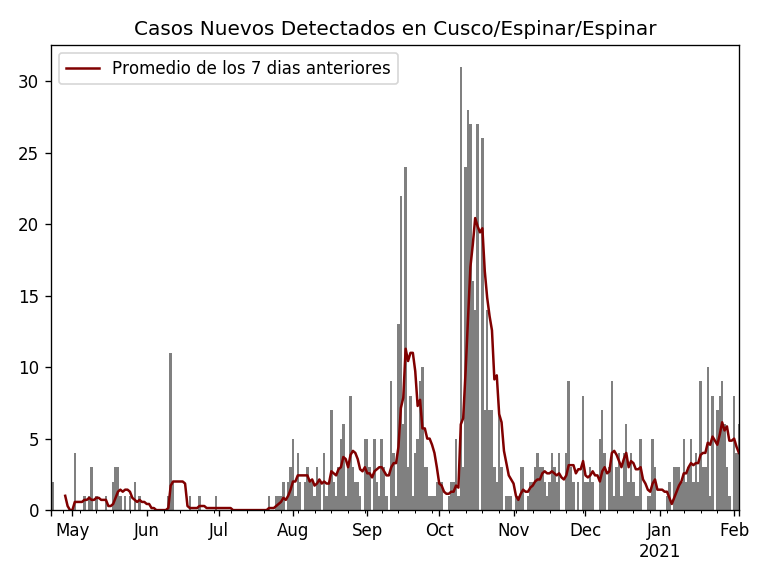 Casos Nuevos Detectados en Cusco/Espinar/Espinar
Promedio de los 7 dias anteriores
30
25
20
15
10
5
0
May Jun Jul Aug Sep Oct Nov Dec Jan Feb
2021